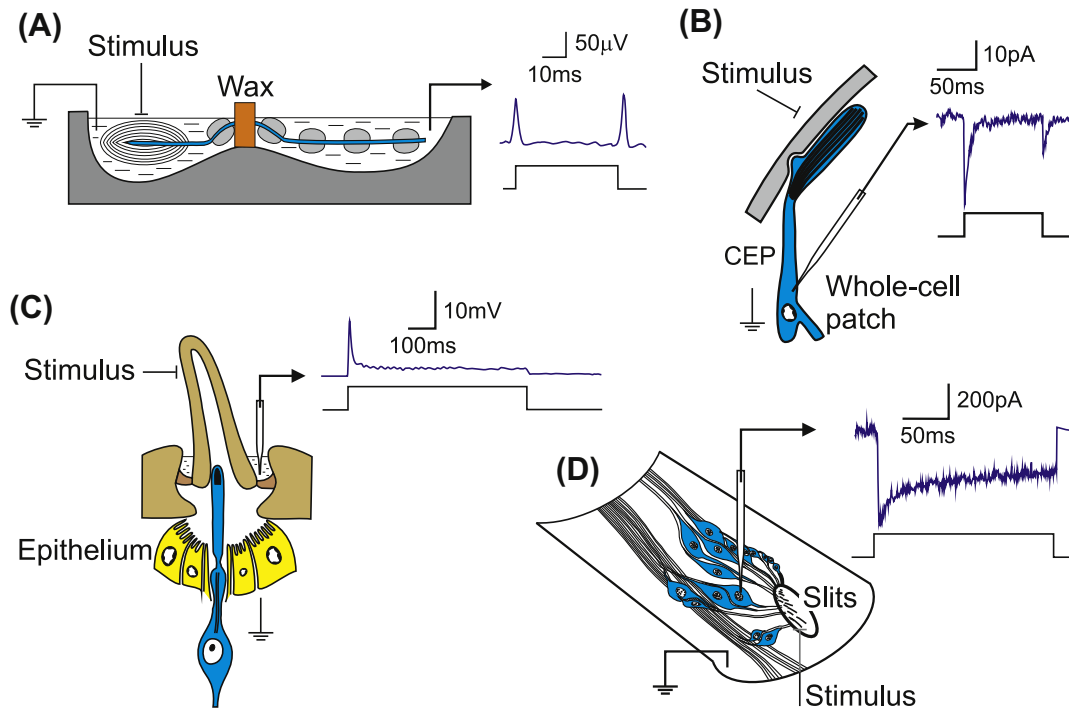 (A)
Stimulus
Wax
50μV
10ms
(B)
Stimulus
10pA
50ms
CEP
Whole-cell
patch
(C)
Stimulus
10mV
100ms
Epithelium
(D)
200pA
50ms
Slits
Stimulus